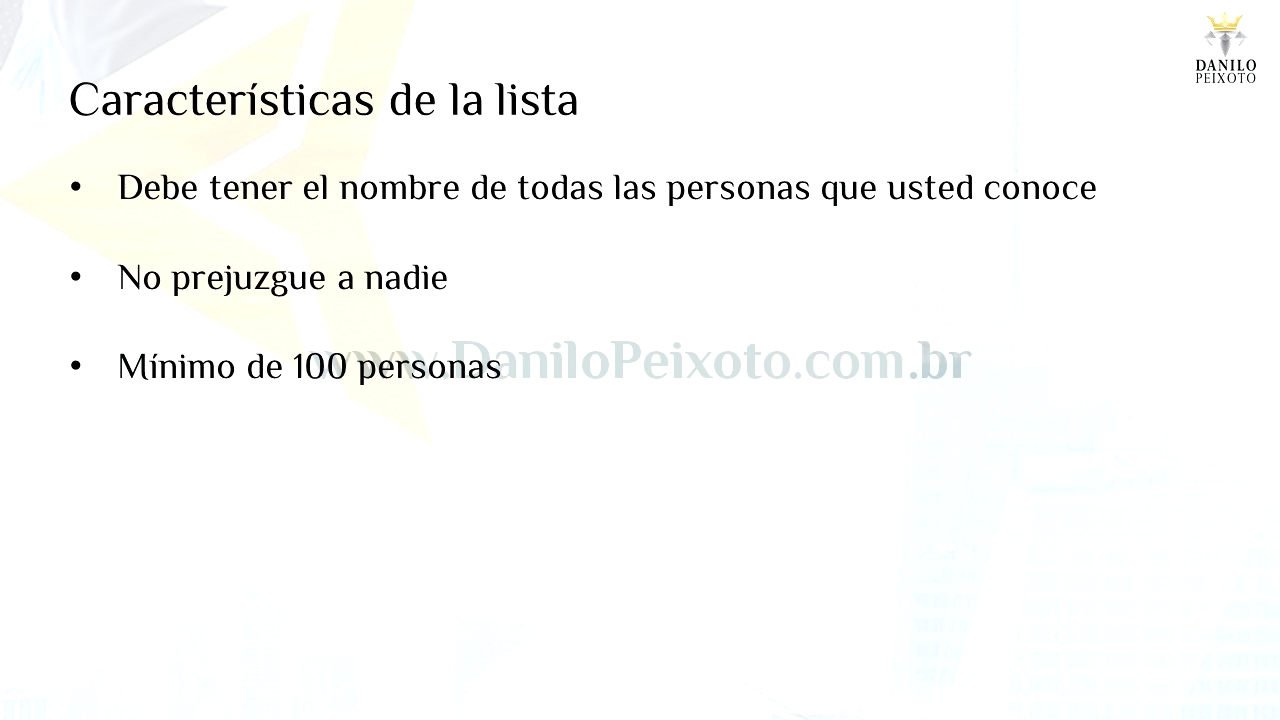 DANILO
PEIXOTO
Características de la lista
• Debe tener el nombre de todas las personas que usted conoce
• No prejuzgue a nadie
• Mínimo de 100 personas
www.DaniloPeixoto.com.br